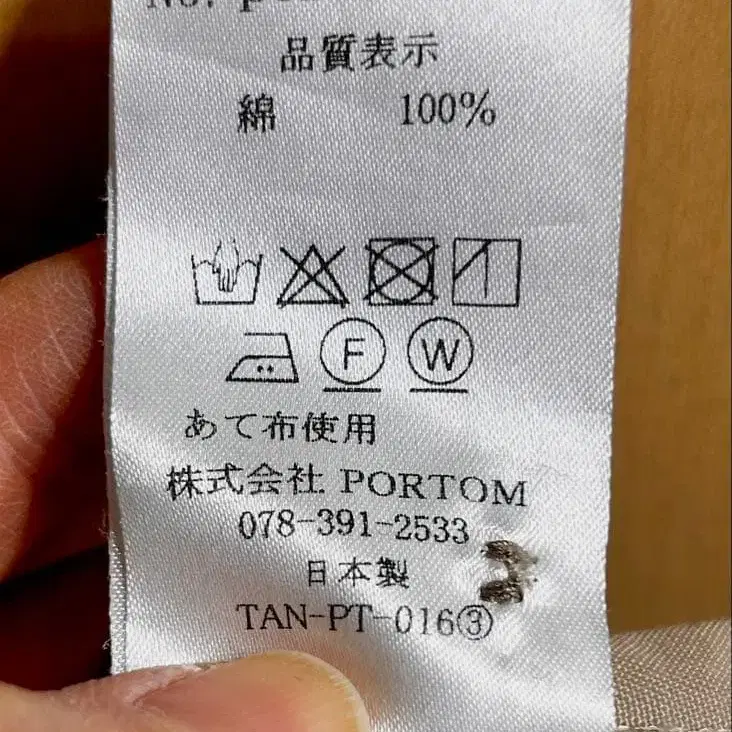 No.
品質表示
綿 100%
F W
あて布使用
株式会社 PORTOM
078-391-2533
日本製
TAN-PT-016③